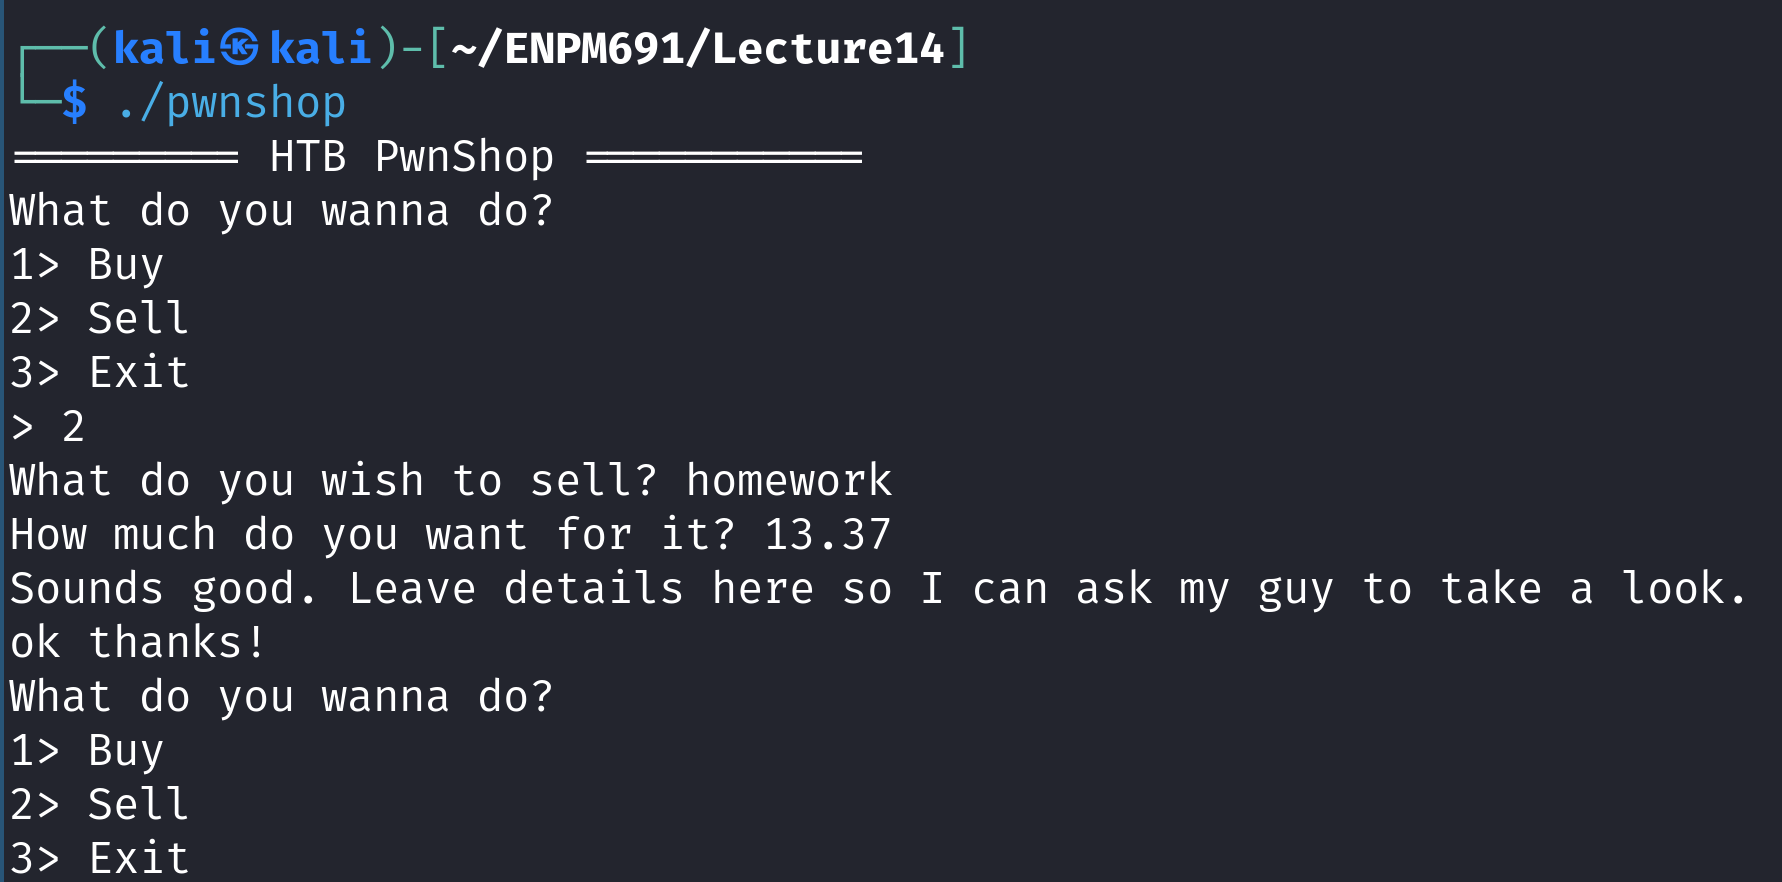 ┌──(kali㉿kali)-[~/ENPM691/Lecture14]
└─$ ./pwnshop
========= HTB PwnShop ===========
What do you wanna do?
1> Buy
2> Sell
3> Exit
> 2
What do you wish to sell? homework
How much do you want for it? 13.37
Sounds good. Leave details here so I can ask my guy to take a look.
ok thanks!
What do you wanna do?
1> Buy
2> Sell
3> Exit